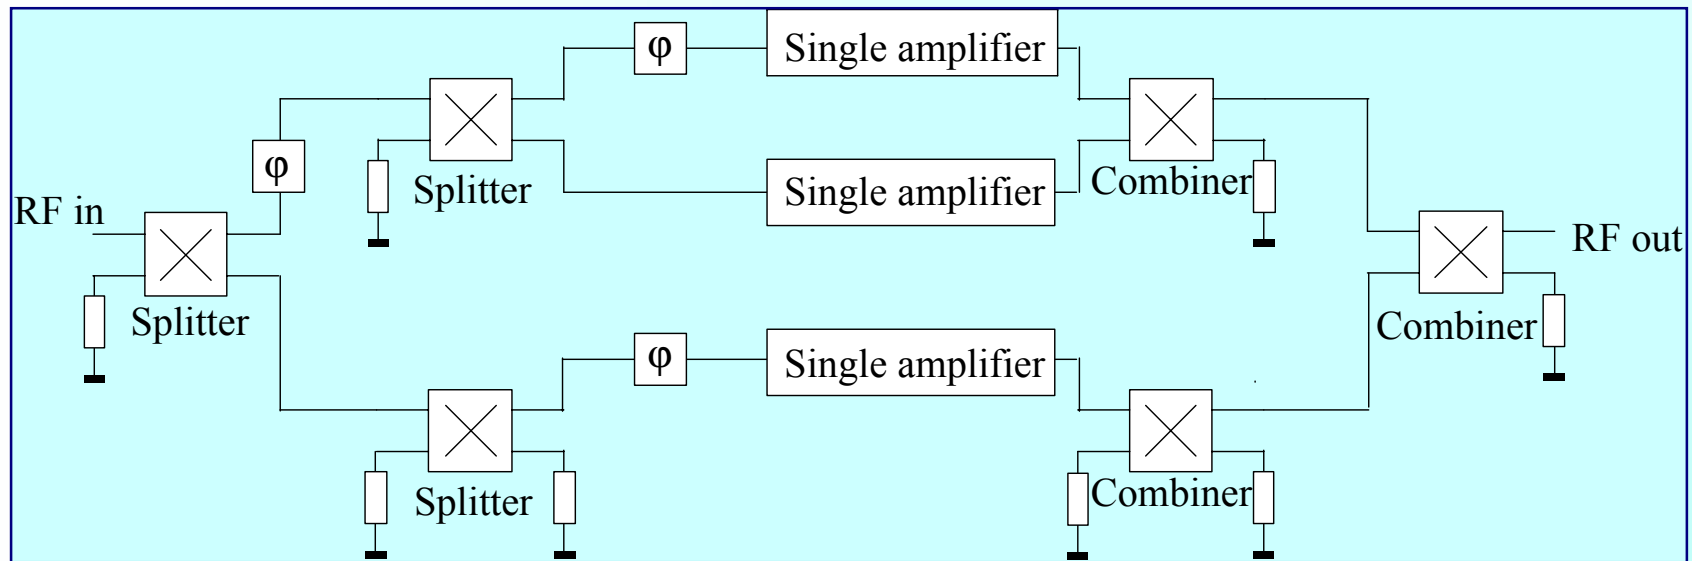 φ
Single amplifier
φ
Splitter
Single amplifier
Combiner
RF in
RF out
Splitter
φ
Single amplifier
Combiner
Splitter
Combiner